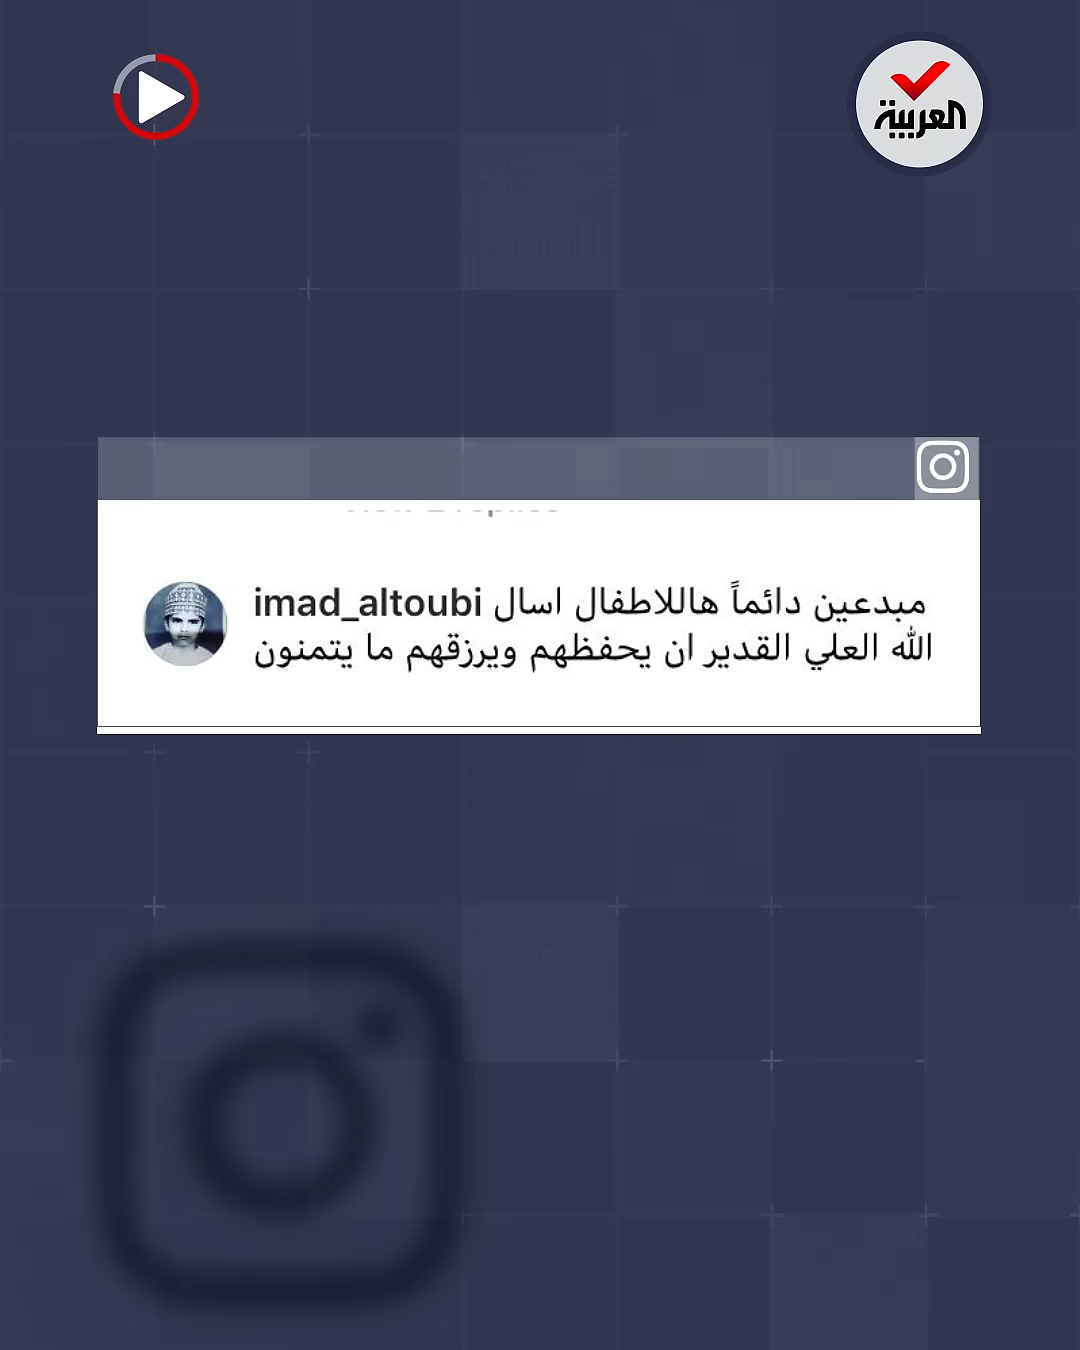 العربية
imad_altoubi مبدعين دائماً هاللاطفال اسال
الله العلي القدير ان يحفظهم ويرزقهم ما يتمنون